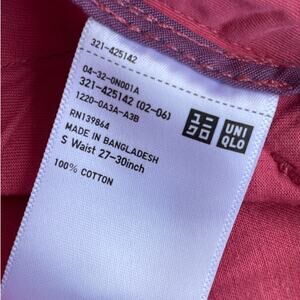 321-425142
04-32-0N001A
321-425142 (02-06)
1220-0A3A-A3B
RN139864
MADE IN BANGLADESH
S Waist 27-30inch
100% COTTON
ユニ UNI
クロ QLO